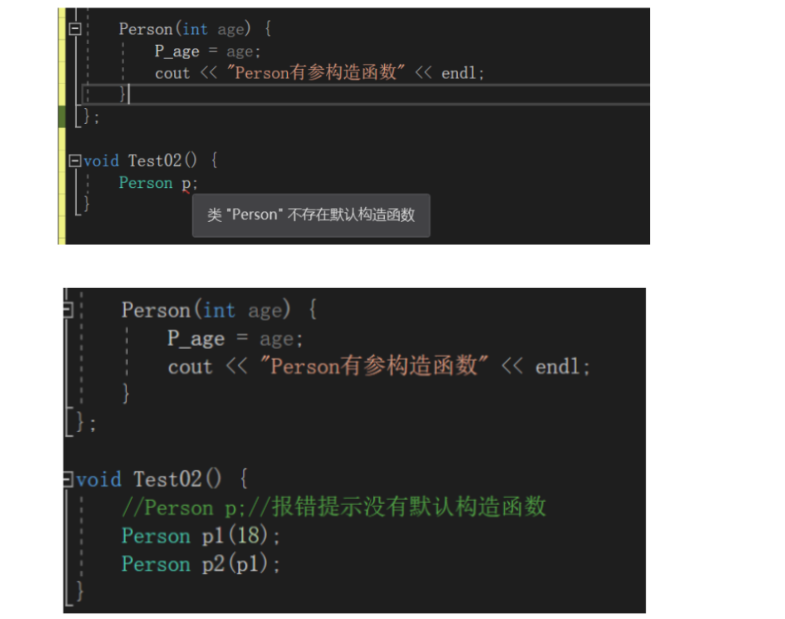 Person(int age) {
P_age = age;
cout << "Person有参构造函数" << endl;
}
};
void Test02() {
Person p;
类 "Person" 不存在默认构造函数
}
Person(int age) {
P_age = age;
cout << "Person有参构造函数" << endl;
}
};
void Test02() {
//Person p;//报错提示没有默认构造函数
Person p1(18);
Person p2(p1);
}